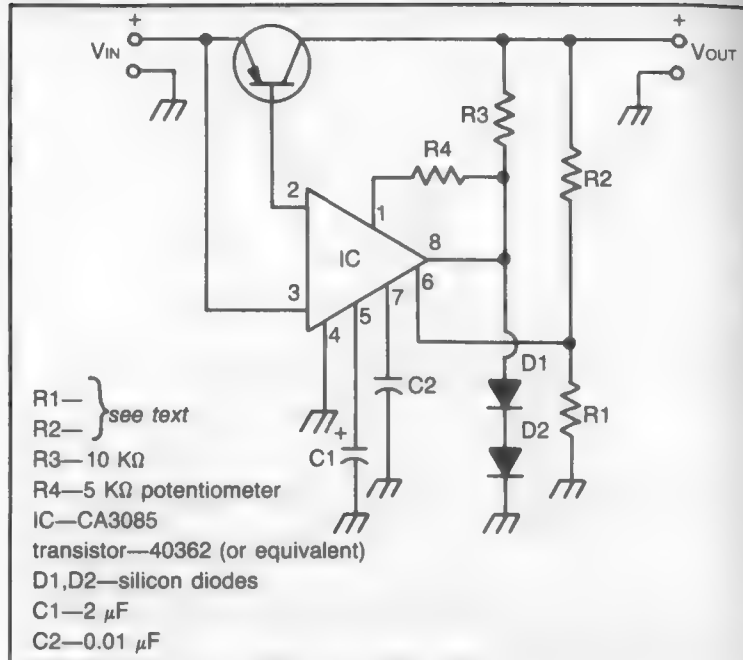 +
+
VIN
VOUT
R3
R4
R2
2
1
8
IC
3
6
7
4
5
D1
C2
R1
+
C1
D2
R1—
R2—
see text
R3—10 KΩ
R4—5 KΩ potentiometer
IC—CA3085
transistor—40362 (or equivalent)
D1,D2—silicon diodes
C1—2 μF
C2—0.01 μF